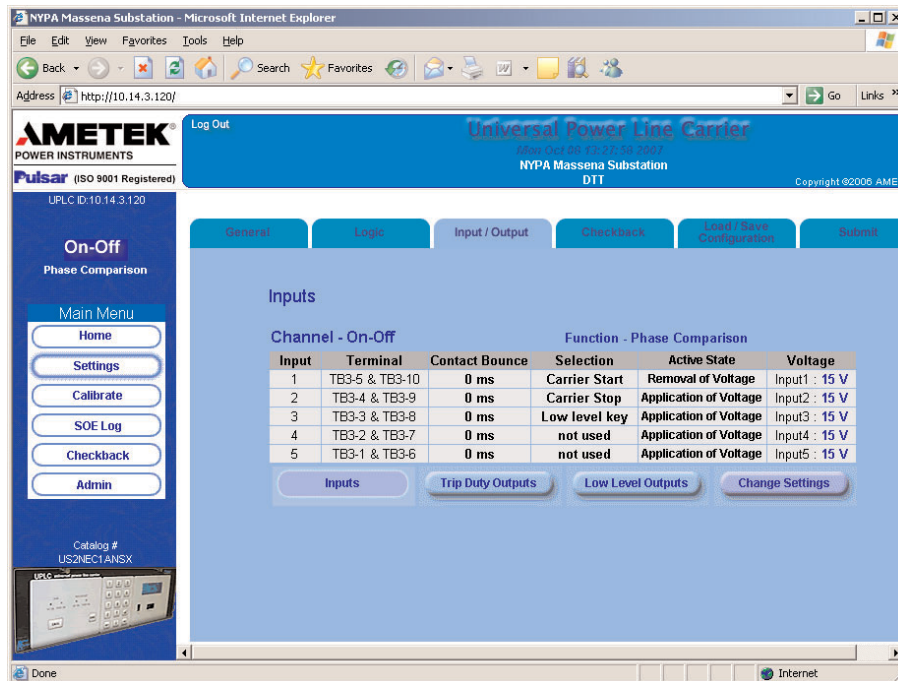 NYPA Massena Substation - Microsoft Internet Explorer
File Edit View Favorites Tools Help
Back Search Favorites
Address http://10.14.3.120/ Go Links »
AMETEK®
POWER INSTRUMENTS
Pulsar (ISO 9001 Registered)
Log Out
Universal Power Line Carrier
Mon Oct 08 13:27:58 2007
NYPA Massena Substation
DTT
Copyright ©2006 AME
UPLC ID:10.14.3.120
On-Off
Phase Comparison
Main Menu
Home
Settings
Calibrate
SOE Log
Checkback
Admin
Catalog #
US2NEC1ANSX
UPLC
General Logic Input / Output Checkback Load / Save Configuration Submit
Inputs
Channel - On-Off Function - Phase Comparison
Input Terminal Contact Bounce Selection Active State Voltage
1 TB3-5 & TB3-10 0 ms Carrier Start Removal of Voltage Input1 : 15 V
2 TB3-4 & TB3-9 0 ms Carrier Stop Application of Voltage Input2 : 15 V
3 TB3-3 & TB3-8 0 ms Low level key Application of Voltage Input3 : 15 V
4 TB3-2 & TB3-7 0 ms not used Application of Voltage Input4 : 15 V
5 TB3-1 & TB3-6 0 ms not used Application of Voltage Input5 : 15 V
Inputs Trip Duty Outputs Low Level Outputs Change Settings
Done Internet